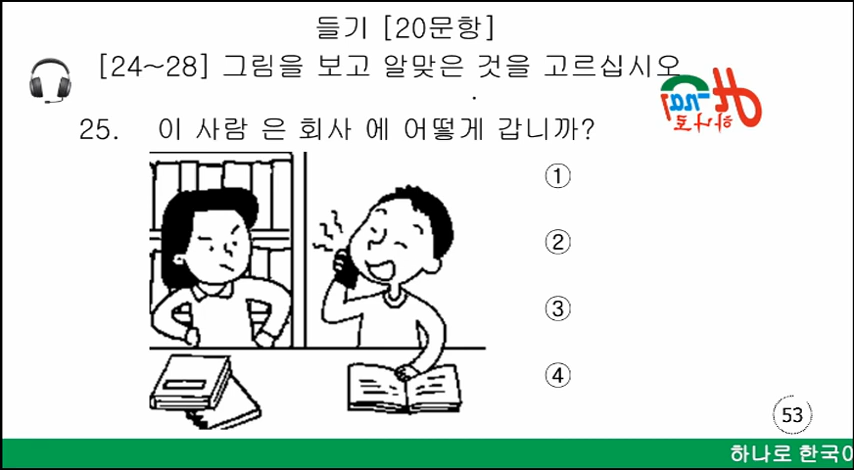 듣기 [20문항]
[24~28] 그림을 보고 알맞은 것을 고르십시오
.
25. 이 사람 은 회사 에 어떻게 갑니까?
①
②
③
④
53
하나로 한국어